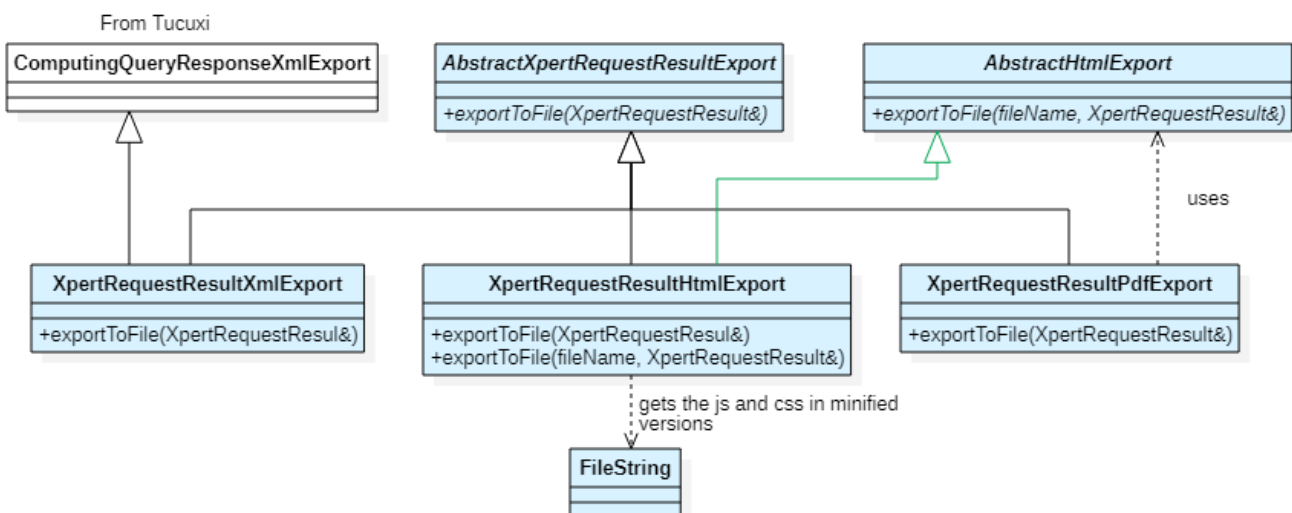 From Tucuxi
ComputingQueryResponseXmlExport
AbstractXpertRequestResultExport
+exportToFile(XpertRequestResult&)
AbstractHtmlExport
+exportToFile(fileName, XpertRequestResult&)
uses
XpertRequestResultXmlExport
+exportToFile(XpertRequestResul&)
XpertRequestResultHtmlExport
+exportToFile(XpertRequestResul&)
+exportToFile(fileName, XpertRequestResult&)
XpertRequestResultPdfExport
+exportToFile(XpertRequestResult&)
gets the js and css in minified
versions
FileString